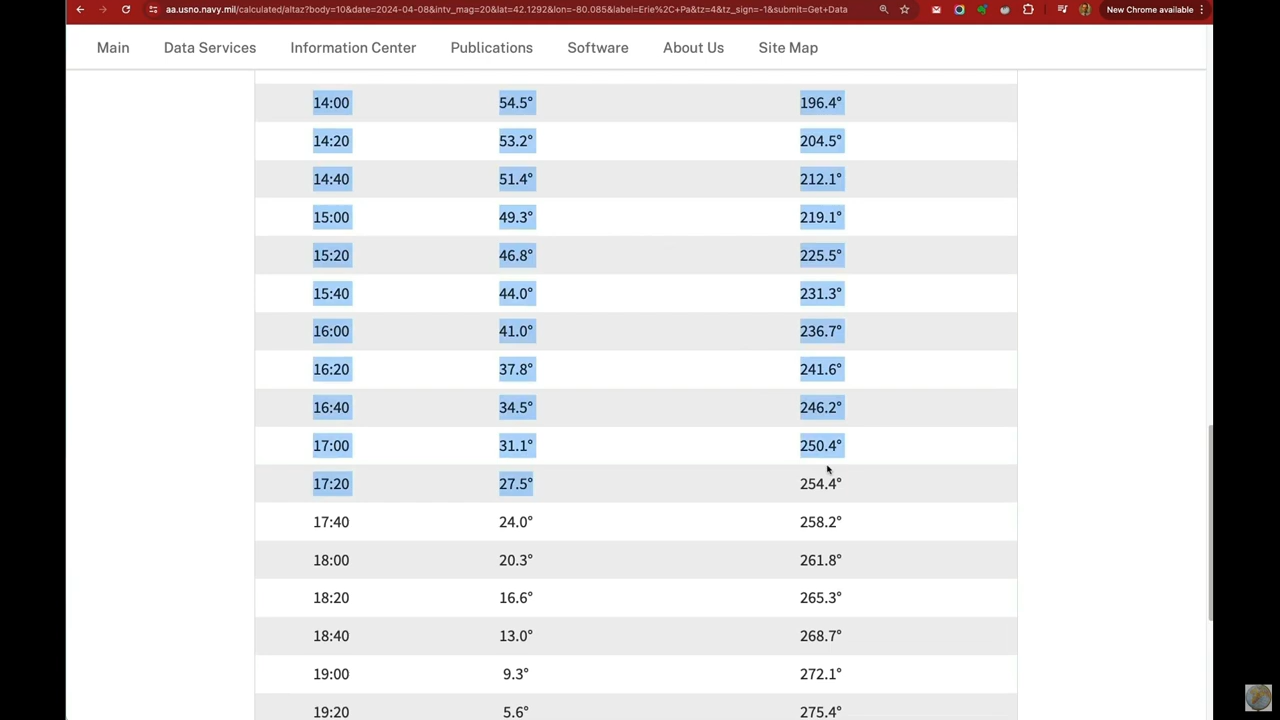 aa.usno.navy.mil/calculated/altaz?body=10&date=2024-04-08&intv_mag=20&lat=42.1292&lon=-80.085&label=Erie%2C+Pa&tz=4&tz_sign=-1&submit=Get+Data
New Chrome available
Main Data Services Information Center Publications Software About Us Site Map
14:00 54.5° 196.4°
14:20 53.2° 204.5°
14:40 51.4° 212.1°
15:00 49.3° 219.1°
15:20 46.8° 225.5°
15:40 44.0° 231.3°
16:00 41.0° 236.7°
16:20 37.8° 241.6°
16:40 34.5° 246.2°
17:00 31.1° 250.4°
17:20 27.5° 254.4°
17:40 24.0° 258.2°
18:00 20.3° 261.8°
18:20 16.6° 265.3°
18:40 13.0° 268.7°
19:00 9.3° 272.1°
19:20 5.6° 275.4°